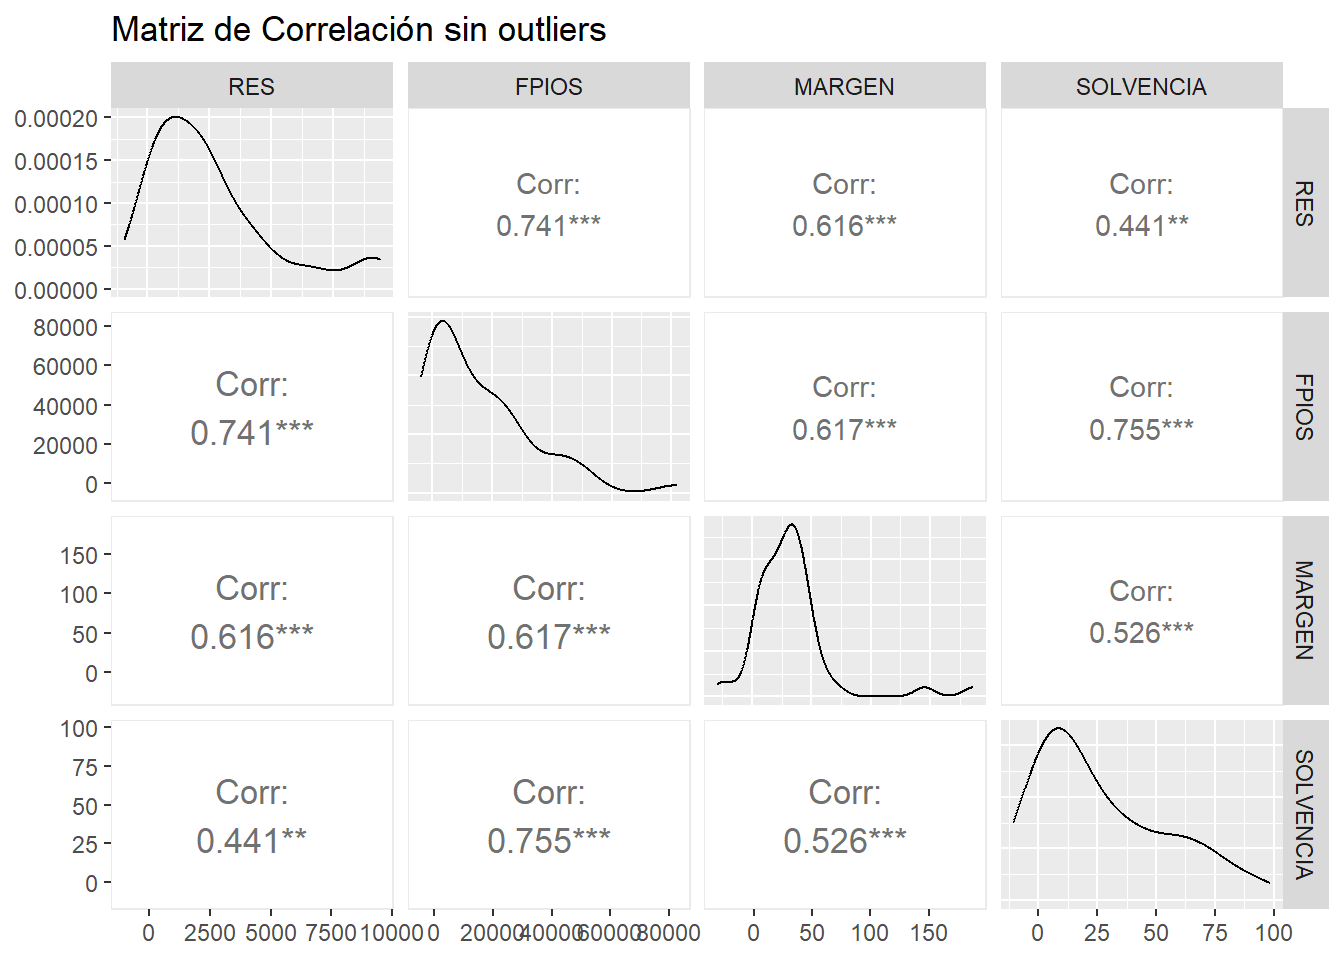 Matriz de Correlación sin outliers
RES FPIOS MARGEN SOLVENCIA
0.00020
0.00015
0.00010
0.00005
0.00000
Corr:
0.741***
Corr:
0.616***
Corr:
0.441**
RES
80000
60000
40000
20000
0
Corr:
0.741***
Corr:
0.617***
Corr:
0.755***
FPIOS
150
100
50
0
Corr:
0.616***
Corr:
0.617***
Corr:
0.526***
MARGEN
100
75
50
25
0
Corr:
0.441**
Corr:
0.755***
Corr:
0.526***
SOLVENCIA
0 2500 5000 7500 10000 0 20000 40000 60000 80000 0 50 100 150 0 25 50 75 100